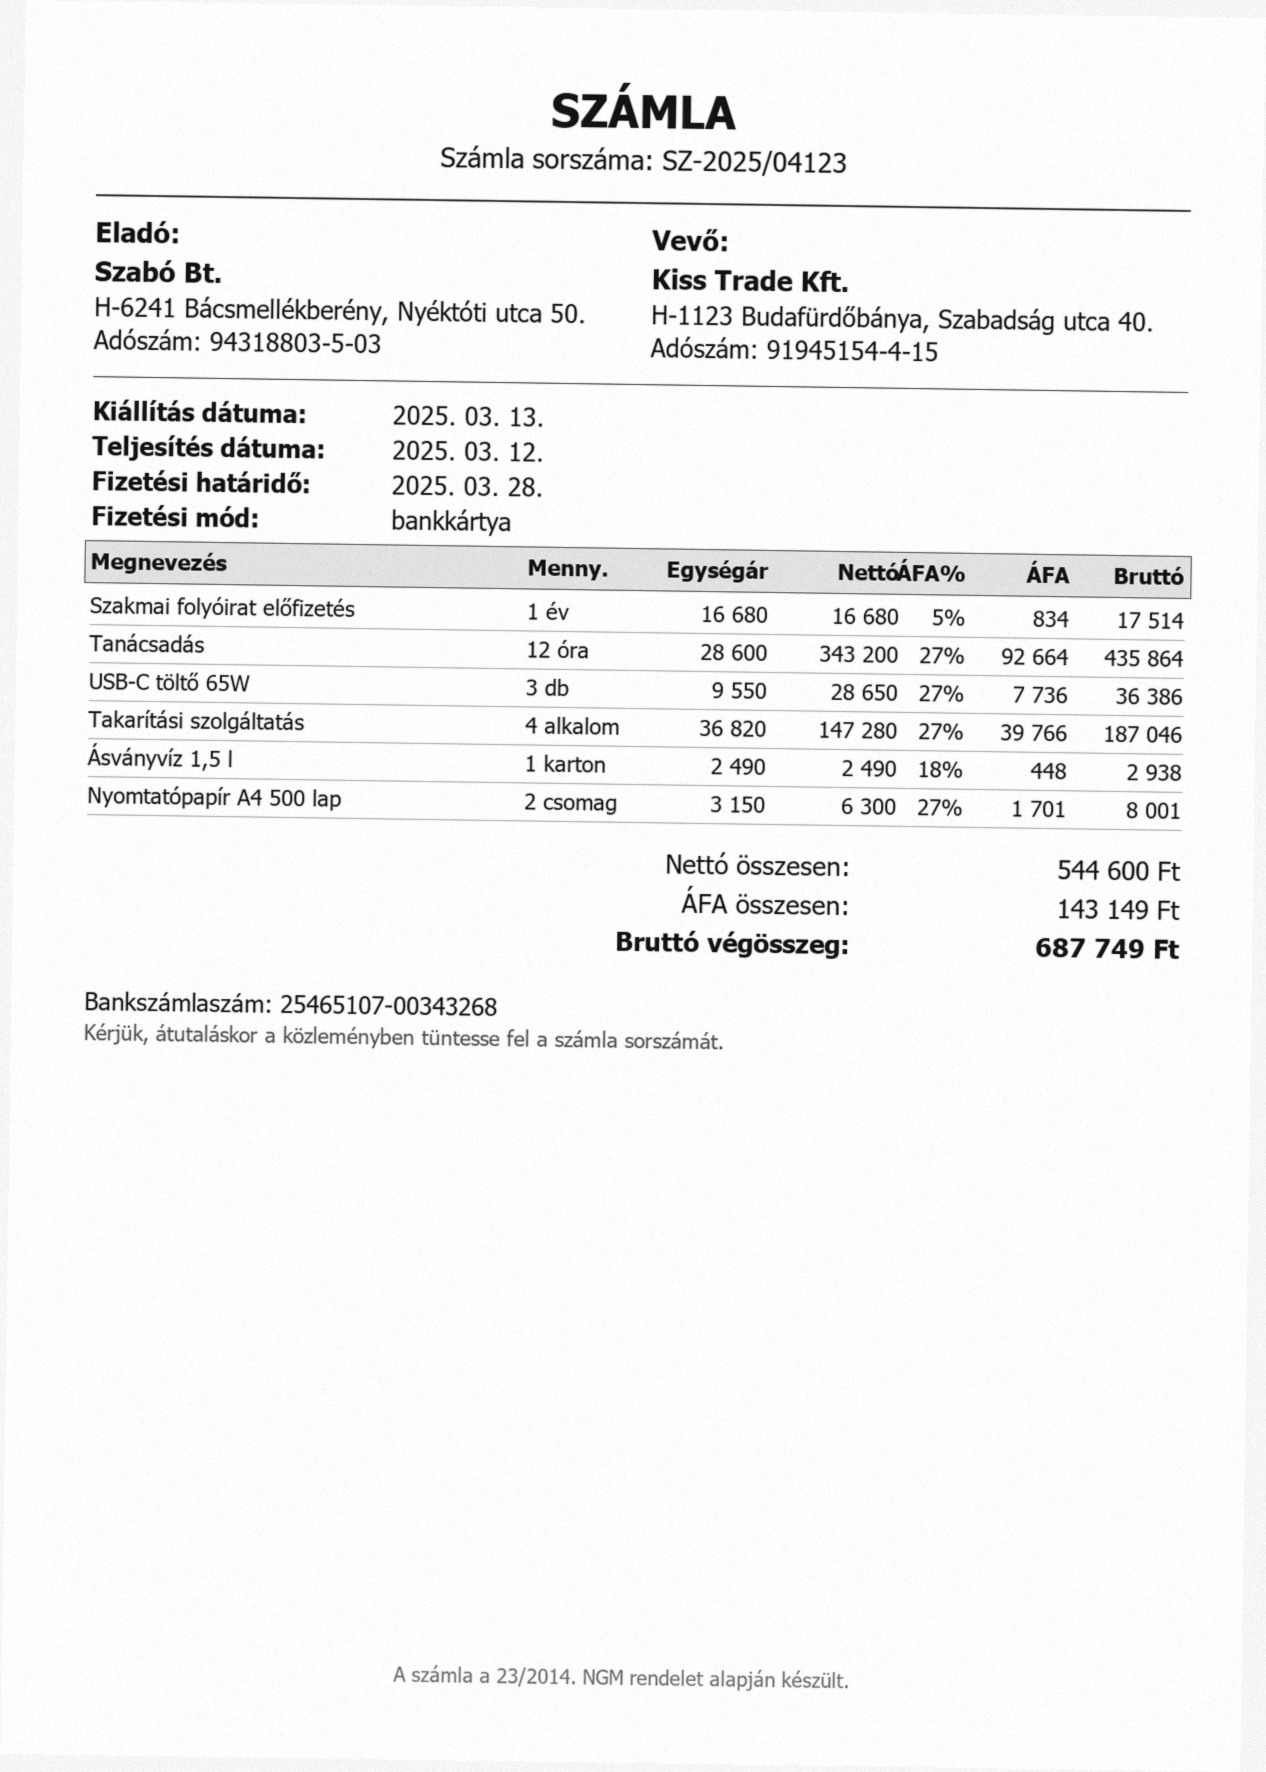 SZÁMLA
Számla sorszáma: SZ-2025/04123
Eladó:
Szabó Bt.
H-6241 Bácsmellékberény, Nyéktóti utca 50.
Adószám: 94318803-5-03
Vevő:
Kiss Trade Kft.
H-1123 Budafürdőbánya, Szabadság utca 40.
Adószám: 91945154-4-15
Kiállítás dátuma: 2025. 03. 13.
Teljesítés dátuma: 2025. 03. 12.
Fizetési határidő: 2025. 03. 28.
Fizetési mód: bankkártya
Megnevezés Menny. Egységár Nettó ÁFA% ÁFA Bruttó
Szakmai folyóirat előfizetés 1 év 16 680 16 680 5% 834 17 514
Tanácsadás 12 óra 28 600 343 200 27% 92 664 435 864
USB-C töltő 65W 3 db 9 550 28 650 27% 7 736 36 386
Takarítási szolgáltatás 4 alkalom 36 820 147 280 27% 39 766 187 046
Ásványvíz 1,5 l 1 karton 2 490 2 490 18% 448 2 938
Nyomtatópapír A4 500 lap 2 csomag 3 150 6 300 27% 1 701 8 001
Nettó összesen: 544 600 Ft
ÁFA összesen: 143 149 Ft
Bruttó végösszeg: 687 749 Ft
Bankszámlaszám: 25465107-00343268
Kérjük, átutaláskor a közleményben tüntesse fel a számla sorszámát.
A számla a 23/2014. NGM rendelet alapján készült.